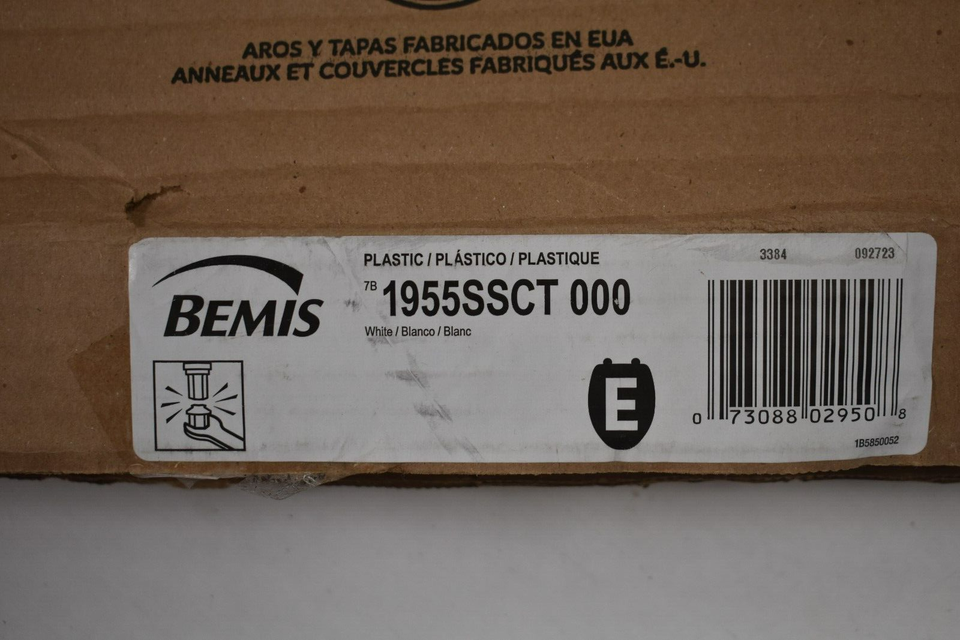 AROS Y TAPAS FABRICADOS EN EUA
ANNEAUX ET COUVERCLES FABRIQUÉS AUX É.-U.
BEMIS
PLASTIC / PLÁSTICO / PLASTIQUE
7B 1955SSCT 000
White / Blanco / Blanc
E
3384 092723
0 73088 02950 8
1B5850052